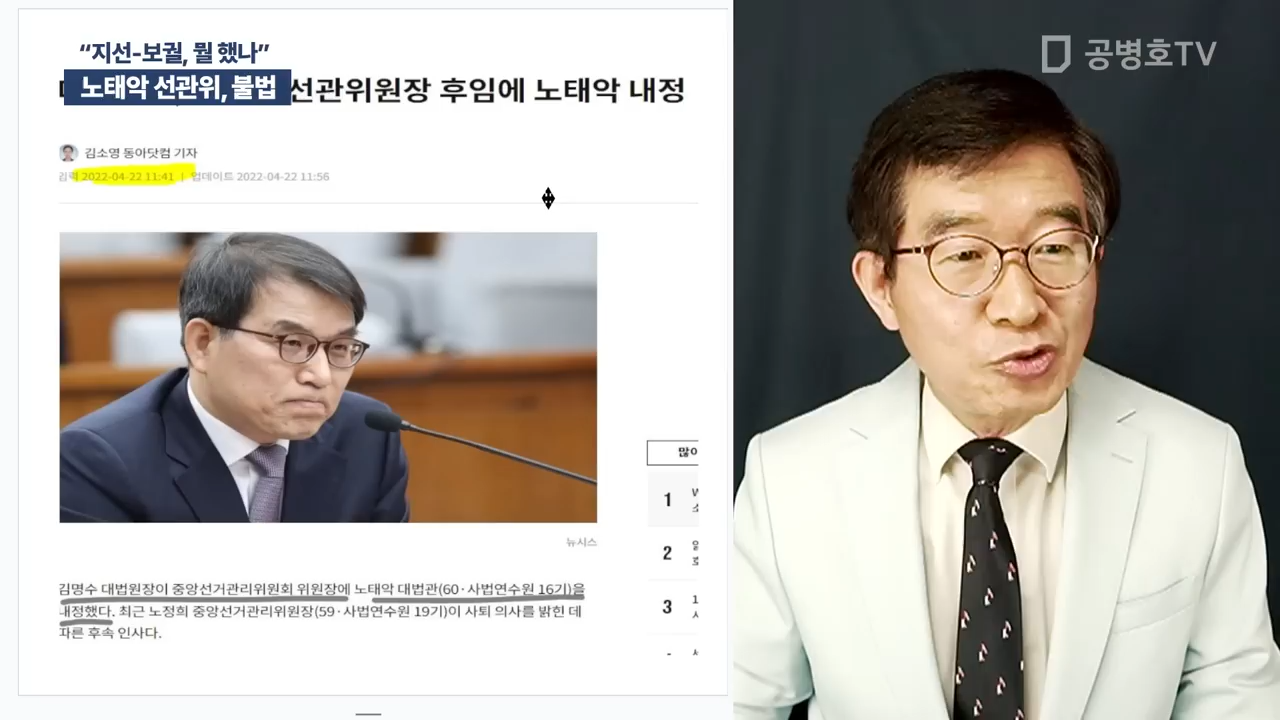 “지선-보궐, 뭘 했나”
노태악 선관위, 불법
선관위원장 후임에 노태악 내정
공병호TV
김소영 동아닷컴 기자
2022-04-22 11:41 | 업데이트 2022-04-22 11:56
뉴시스
김명수 대법원장이 중앙선거관리위원회 위원장에 노태악 대법관(60·사법연수원 16기)을
내정했다. 최근 노정희 중앙선거관리위원장(59·사법연수원 19기)이 사퇴 의사를 밝힌 데
따른 후속 인사다.
많이
1
2
3